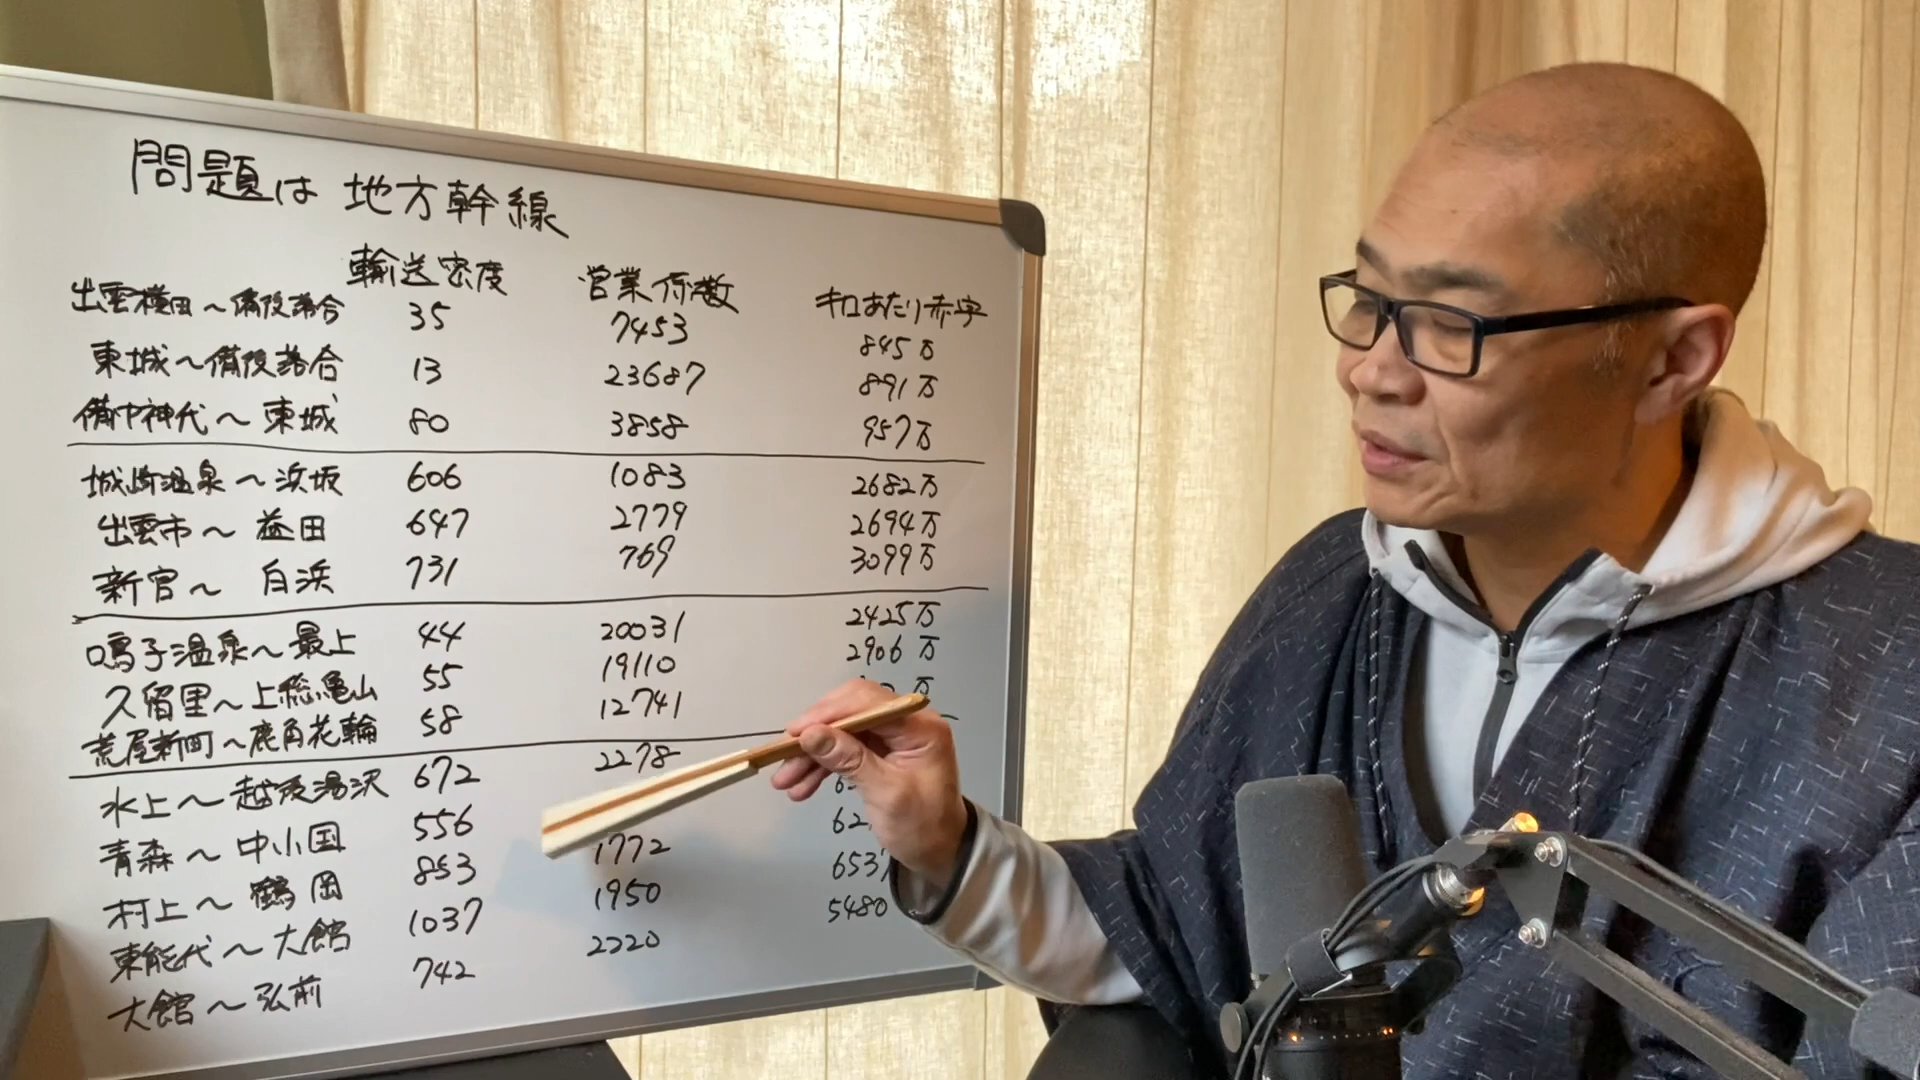 問題は 地方幹線
輸送密度 営業係数 キロあたり赤字
出雲横田〜備後落合 35 7453 845万
東城〜備後落合 13 23687 891万
備中神代〜東城 80 3858 957万
城崎温泉〜浜坂 606 1083 2682万
出雲市〜益田 647 2779 2694万
新宮〜白浜 731 769 3099万
鳴子温泉〜最上 44 20031 2425万
久留里〜上総亀山 55 19110 2906万
荒屋新町〜鹿角花輪 58 12741 万
水上〜越後湯沢 672 2278
青森〜中小国 556 62
村上〜鶴岡 853 1772 6537
東能代〜大館 1037 1950 5480
大館〜弘前 742 2220